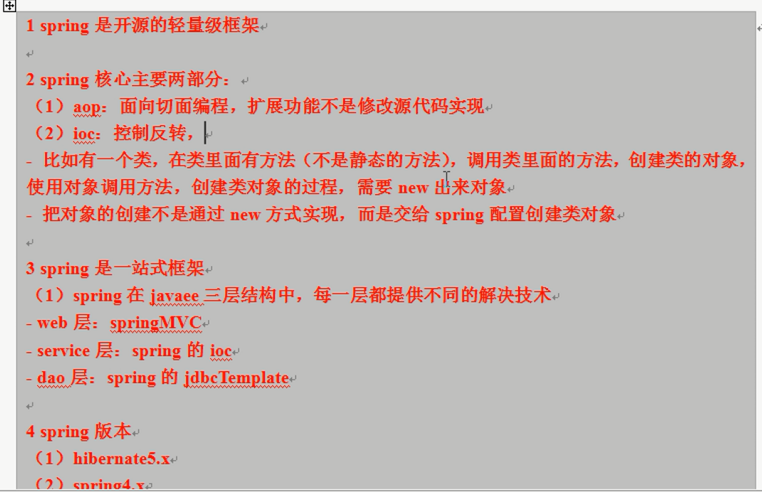 1 spring 是开源的轻量级框架
2 spring 核心主要两部分：
（1）aop：面向切面编程，扩展功能不是修改源代码实现
（2）ioc：控制反转，
- 比如有一个类，在类里面有方法（不是静态的方法），调用类里面的方法，创建类的对象，
使用对象调用方法，创建类对象的过程，需要 new 出来对象
- 把对象的创建不是通过 new 方式实现，而是交给 spring 配置创建类对象
3 spring 是一站式框架
（1）spring 在 javaee 三层结构中，每一层都提供不同的解决技术
- web 层：springMVC
- service 层：spring 的 ioc
- dao 层：spring 的 jdbcTemplate
4 spring 版本
（1）hibernate5.x
（2）spring4.x